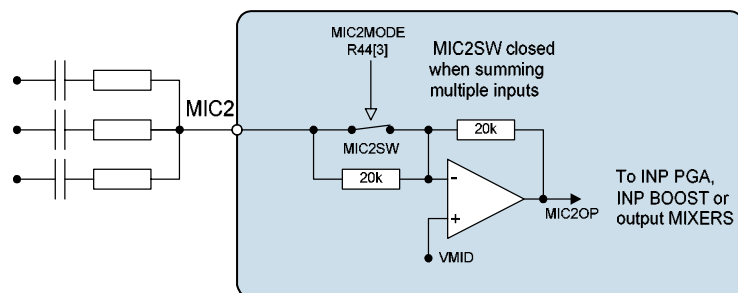 MIC2MODE
R44[3]
MIC2SW closed
when summing
multiple inputs
MIC2
20k
MIC2SW
20k
-
+
MIC2OP
VMID
To INP PGA,
INP BOOST or
output MIXERS